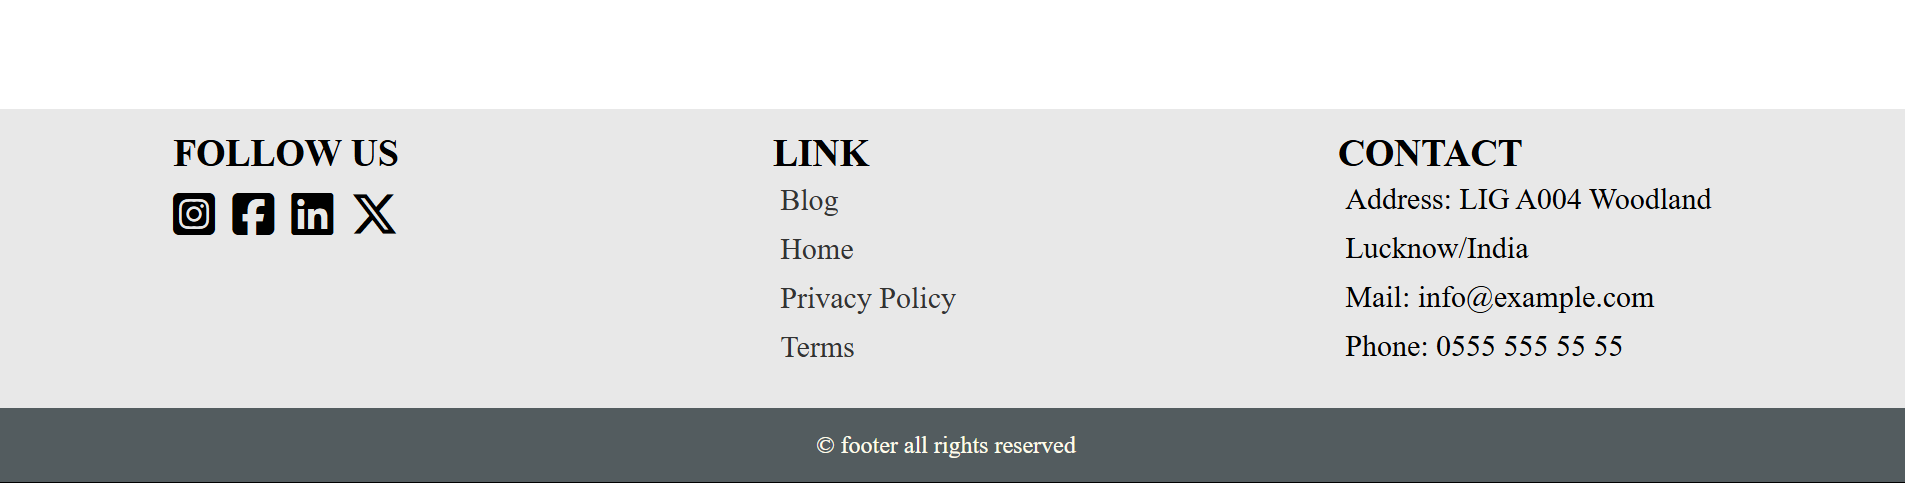 FOLLOW US
LINK
Blog
Home
Privacy Policy
Terms
CONTACT
Address: LIG A004 Woodland
Lucknow/India
Mail: info@example.com
Phone: 0555 555 55 55
© footer all rights reserved